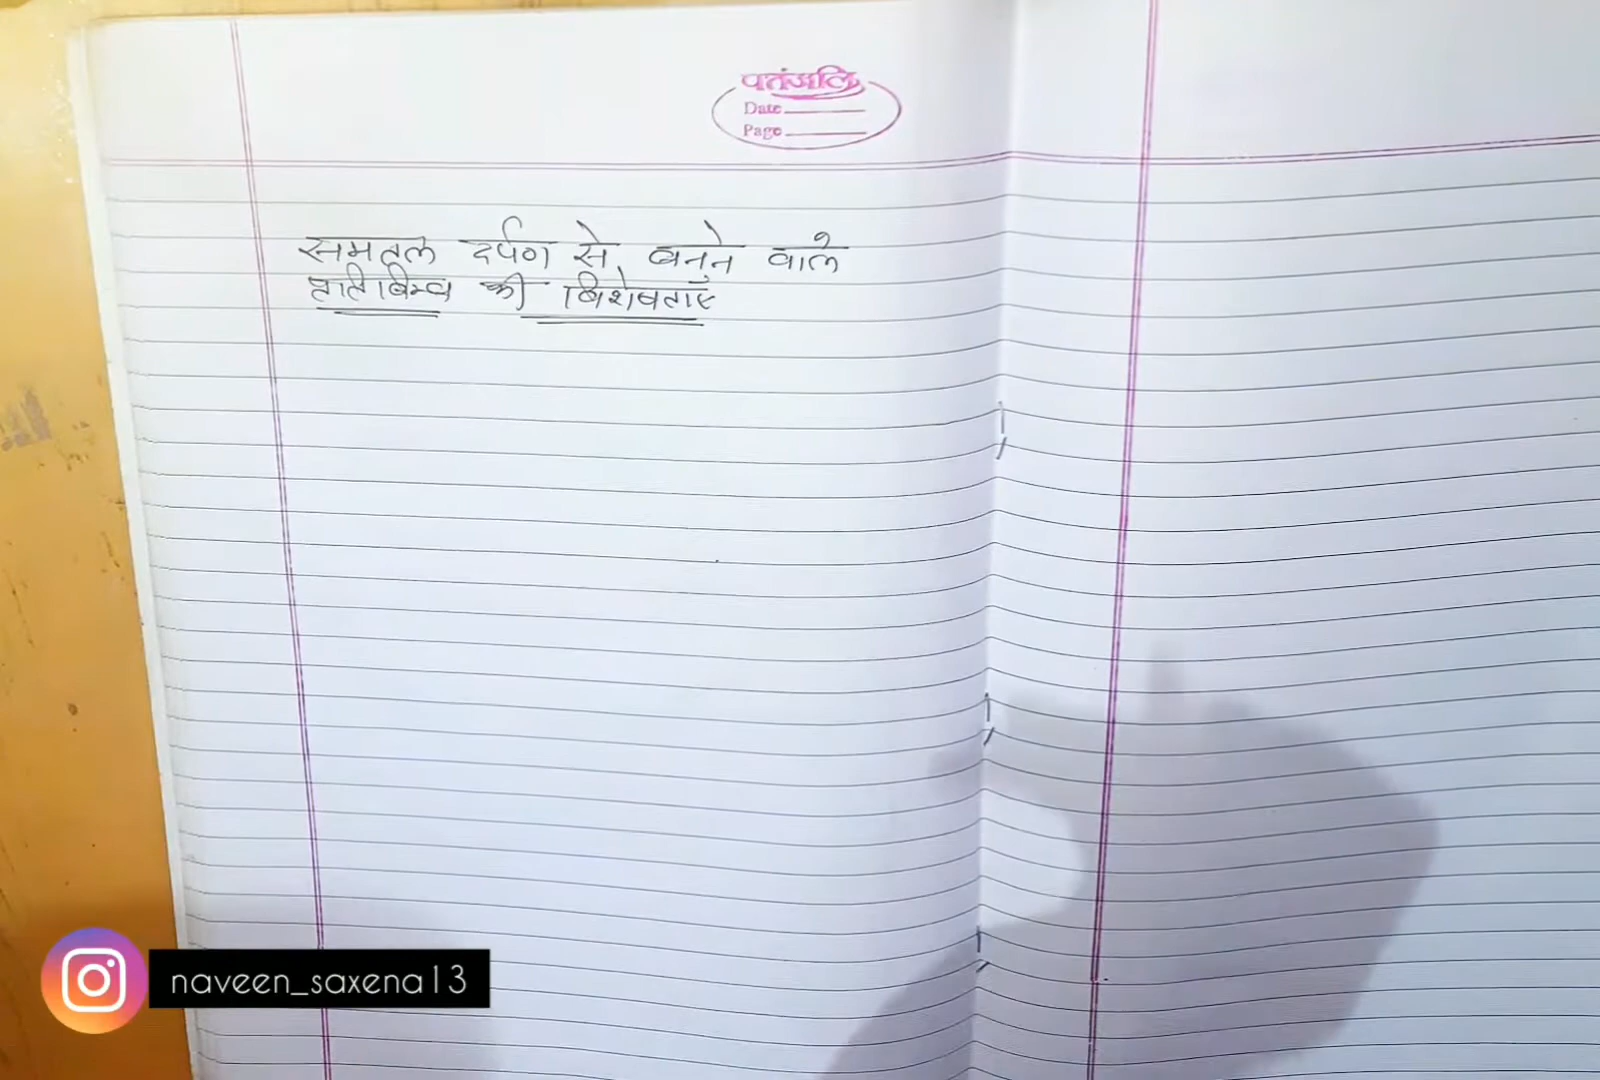 पतंजलि
Date
Page
समतल दर्पण से बनने वाले
प्रतिबिम्ब की विशेषताएं
naveen_saxena13